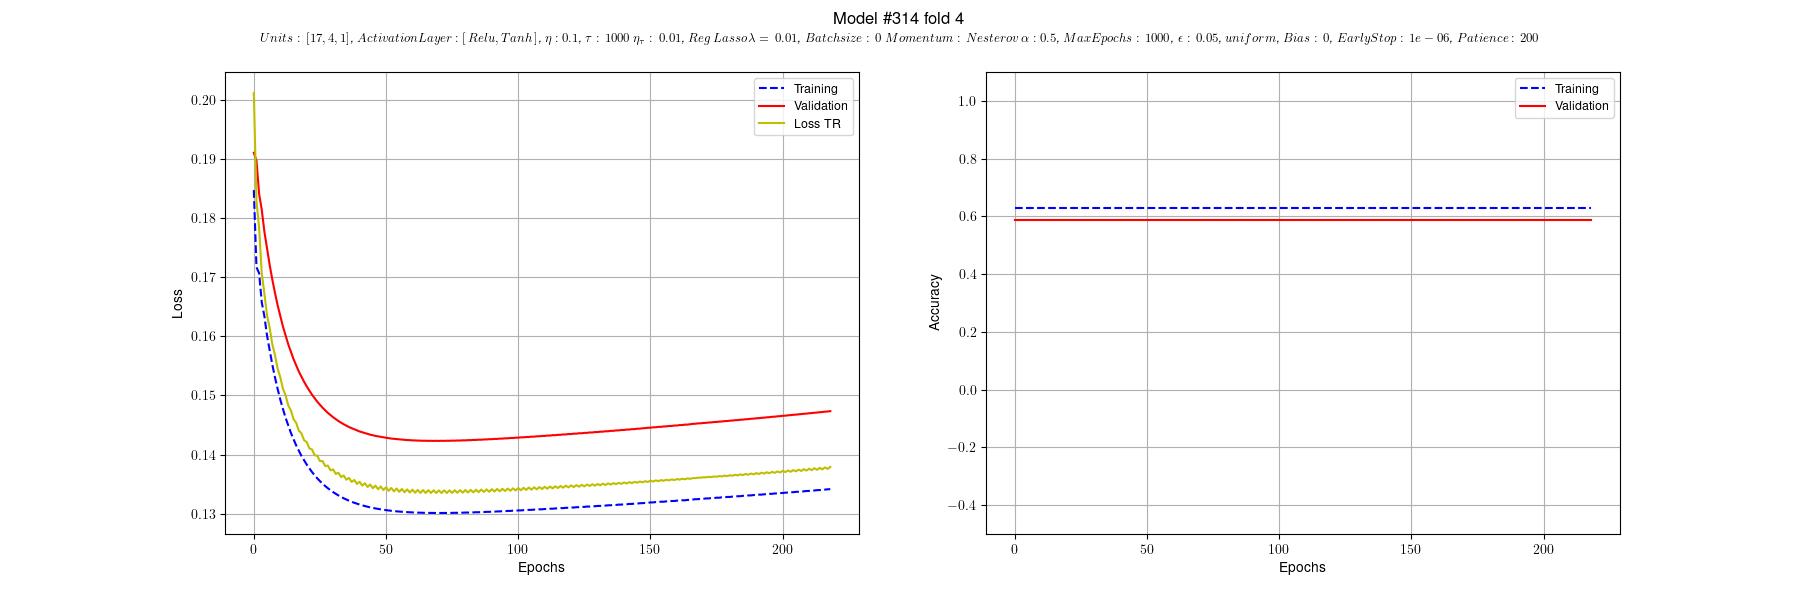 Model #314 fold 4
Units : [17, 4, 1], ActivationLayer : [ Relu, Tanh ], η : 0.1, τ : 1000 η_τ : 0.01, Reg Lasso λ = 0.01, Batchsize : 0 Momentum : Nesterov α : 0.5, MaxEpochs : 1000, ϵ : 0.05, uniform, Bias : 0, EarlyStop : 1e − 06, Patience : 200
Training
Validation
Loss TR
0.20
0.19
0.18
0.17
0.16
0.15
0.14
0.13
Loss
0
50
100
150
200
Epochs
Training
Validation
1.0
0.8
0.6
0.4
0.2
0.0
−0.2
−0.4
Accuracy
0
50
100
150
200
Epochs